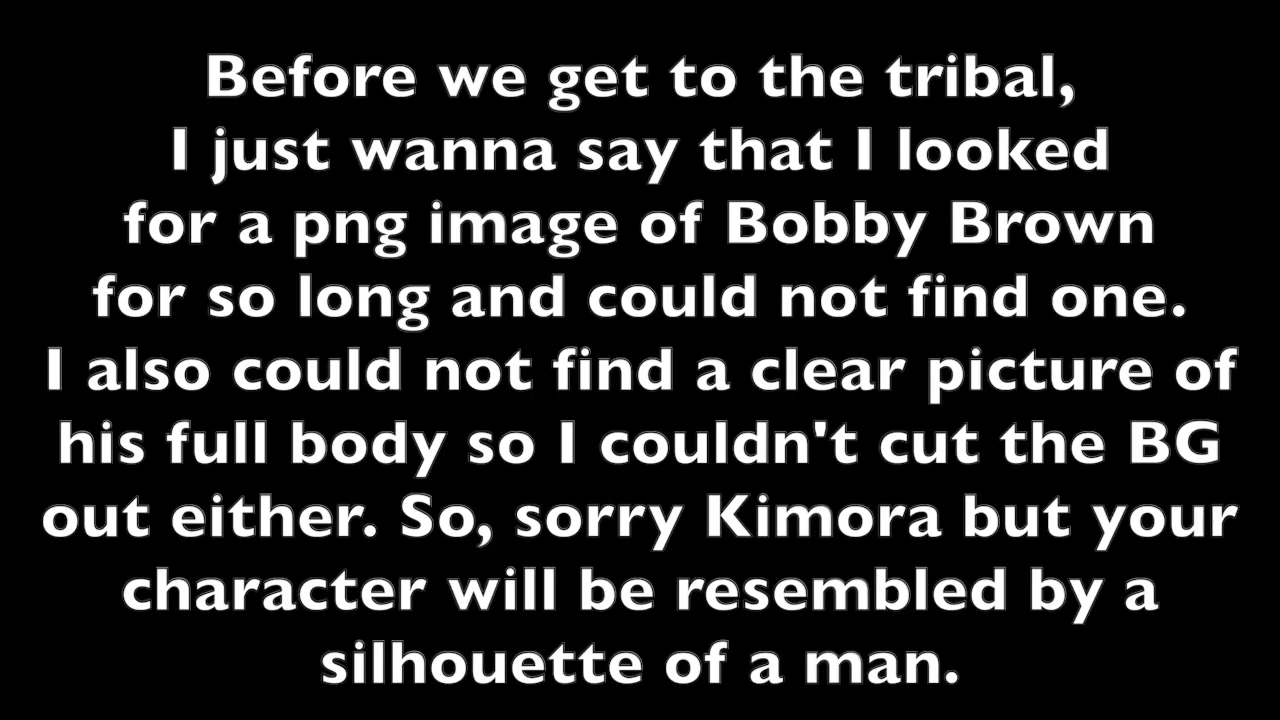 Before we get to the tribal,
I just wanna say that I looked
for a png image of Bobby Brown
for so long and could not find one.
I also could not find a clear picture of
his full body so I couldn't cut the BG
out either. So, sorry Kimora but your
character will be resembled by a
silhouette of a man.